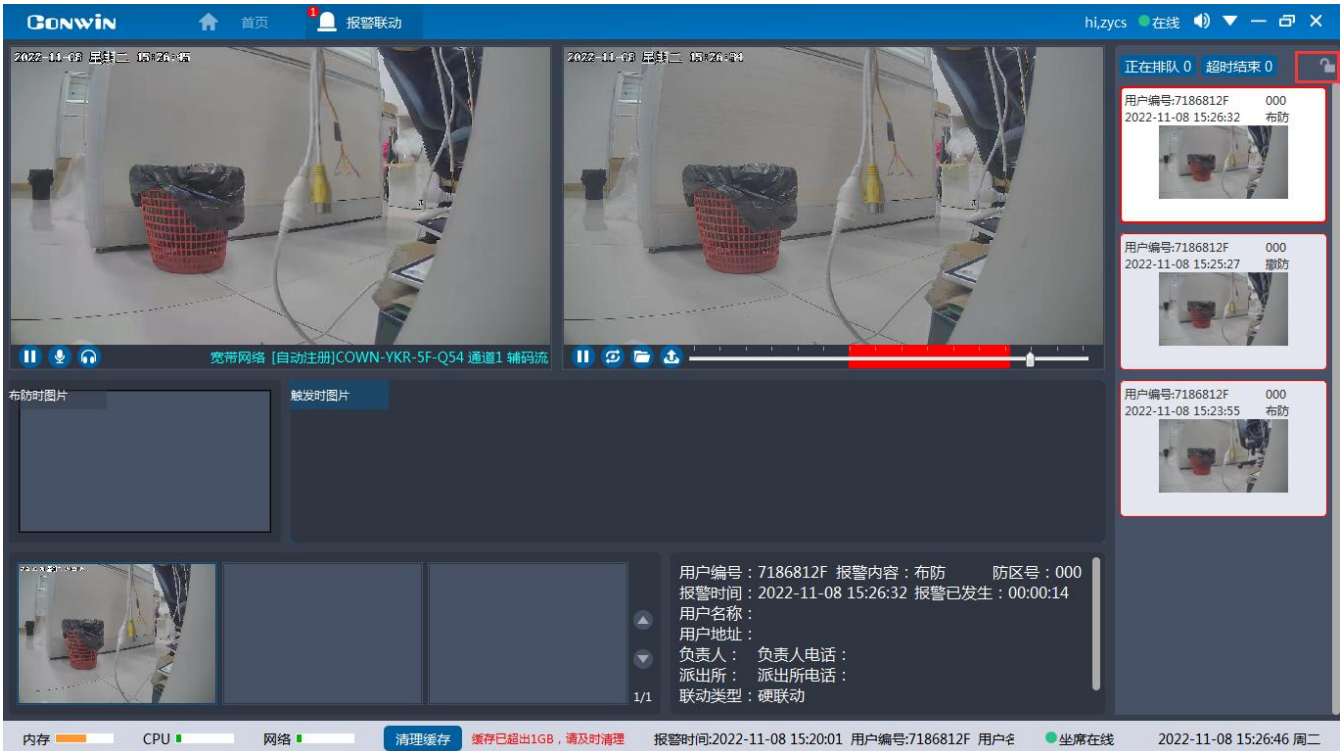 CONWIN 首页 1 报警联动 hi,zycs 在线
2022-11-08 星期二 15:26:45
2022-11-08 星期二 15:26:34
正在排队 0 超时结束 0
用户编号:7186812F 000
2022-11-08 15:26:32 布防
用户编号:7186812F 000
2022-11-08 15:25:27 撤防
用户编号:7186812F 000
2022-11-08 15:23:55 布防
宽带网络 [自动注册]COWN-YKR-5F-Q54 通道1 辅码流
布防时图片
触发时图片
1/1
用户编号：7186812F 报警内容：布防 防区号：000
报警时间：2022-11-08 15:26:32 报警已发生：00:00:14
用户名称：
用户地址：
负责人： 负责人电话：
派出所： 派出所电话：
联动类型：硬联动
内存 CPU 网络 清理缓存 缓存已超出1GB，请及时清理 报警时间:2022-11-08 15:20:01 用户编号:7186812F 用户名 坐席在线 2022-11-08 15:26:46 周二